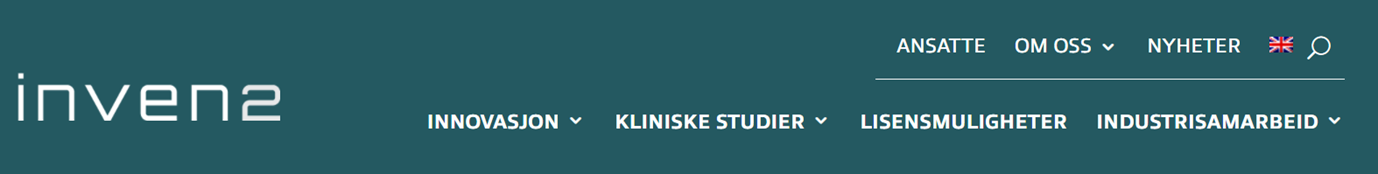 ANSATTE OM OSS NYHETER
inven2
INNOVASJON KLINISKE STUDIER LISENSMULIGHETER INDUSTRISAMARBEID